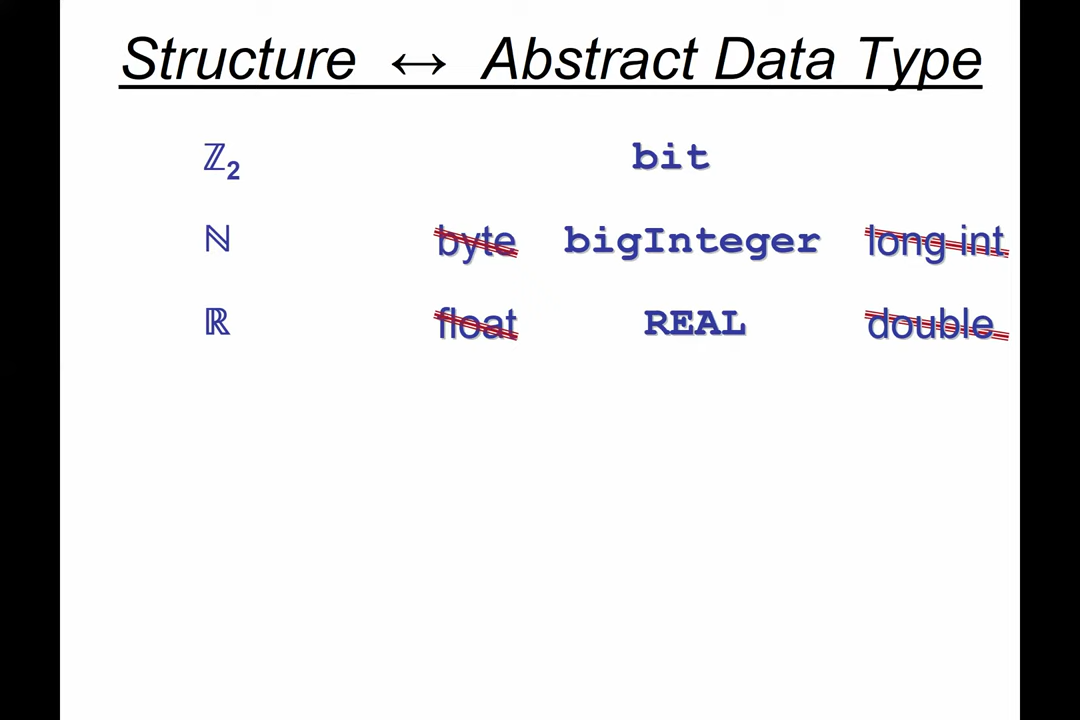 Structure ↔ Abstract Data Type
ℤ₂ bit
ℕ byte bigInteger long int
ℝ float REAL double